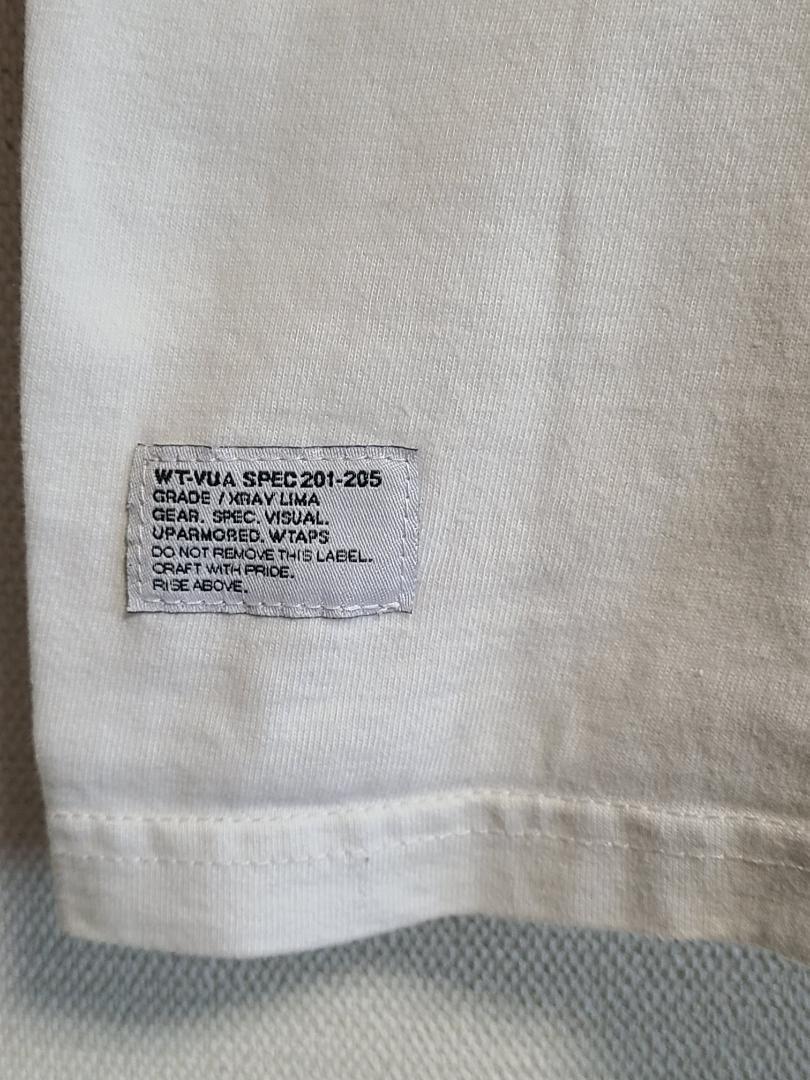 WT-VUA SPEC 201-205
GRADE / XRAY LIMA
GEAR. SPEC. VISUAL.
UPARMORED. WTAPS
DO NOT REMOVE THIS LABEL.
CRAFT WITH PRIDE.
RISE ABOVE.